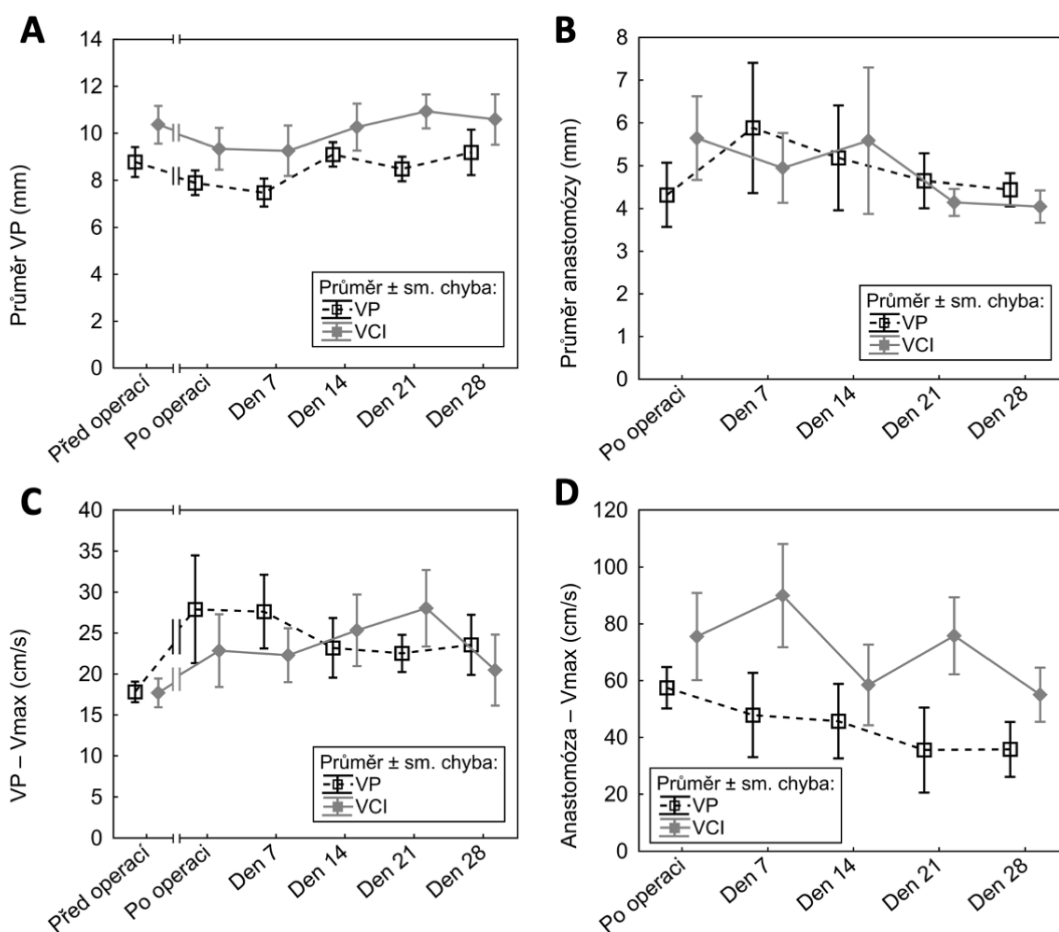 A
Průměr VP (mm)
14
12
10
8
6
4
2
0
Průměr ± sm. chyba:
VP
VCI
Před operací
Po operaci
Den 7
Den 14
Den 21
Den 28
B
Průměr anastomózy (mm)
8
7
6
5
4
3
2
1
0
Průměr ± sm. chyba:
VP
VCI
Po operaci
Den 7
Den 14
Den 21
Den 28
C
VP – Vmax (cm/s)
40
35
30
25
20
15
10
5
0
Průměr ± sm. chyba:
VP
VCI
Před operací
Po operaci
Den 7
Den 14
Den 21
Den 28
D
Anastomóza – Vmax (cm/s)
120
100
80
60
40
20
0
Průměr ± sm. chyba:
VP
VCI
Po operaci
Den 7
Den 14
Den 21
Den 28